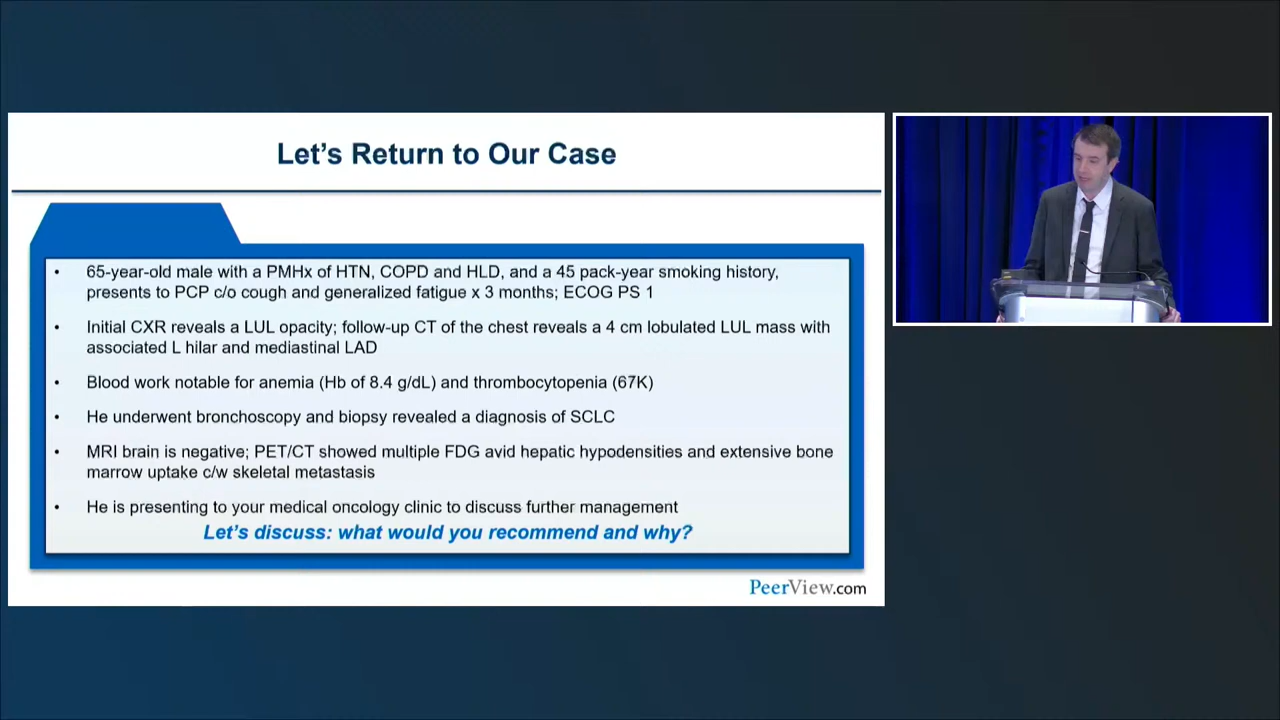 Let's Return to Our Case
• 65-year-old male with a PMHx of HTN, COPD and HLD, and a 45 pack-year smoking history,
presents to PCP c/o cough and generalized fatigue x 3 months; ECOG PS 1
• Initial CXR reveals a LUL opacity; follow-up CT of the chest reveals a 4 cm lobulated LUL mass with
associated L hilar and mediastinal LAD
• Blood work notable for anemia (Hb of 8.4 g/dL) and thrombocytopenia (67K)
• He underwent bronchoscopy and biopsy revealed a diagnosis of SCLC
• MRI brain is negative; PET/CT showed multiple FDG avid hepatic hypodensities and extensive bone
marrow uptake c/w skeletal metastasis
• He is presenting to your medical oncology clinic to discuss further management
Let's discuss: what would you recommend and why?
PeerView.com